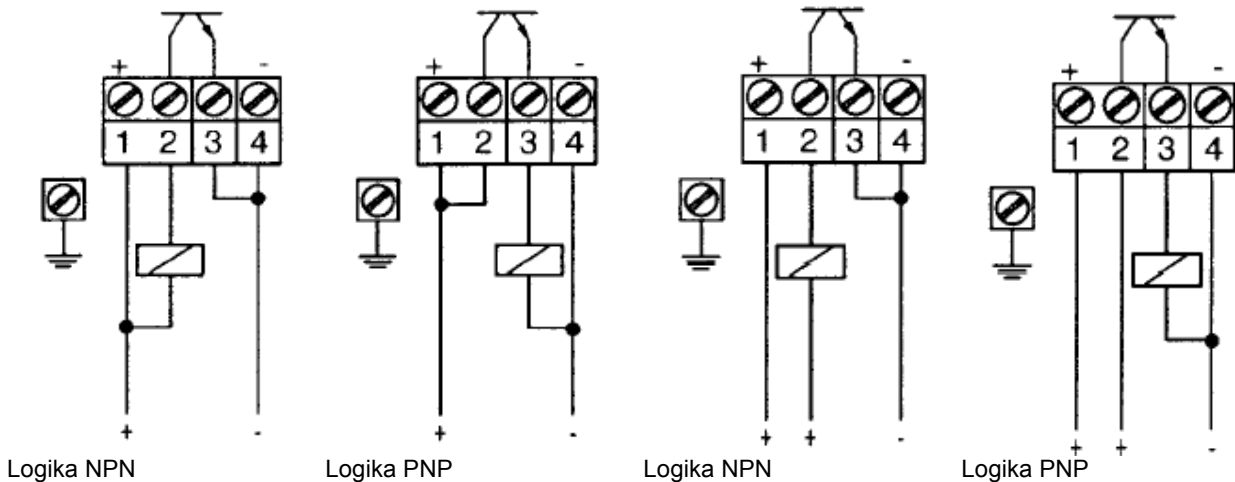 + - + - + - + -
1 2 3 4 1 2 3 4 1 2 3 4 1 2 3 4
+ - + - + + - + + -
Logika NPN Logika PNP Logika NPN Logika PNP